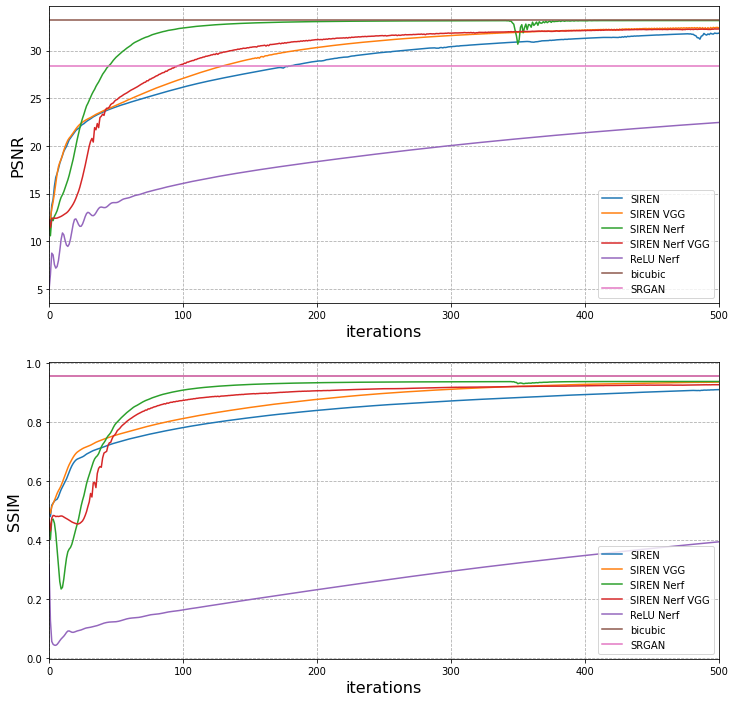 PSNR
30
25
20
15
10
5
SIREN
SIREN VGG
SIREN Nerf
SIREN Nerf VGG
ReLU Nerf
bicubic
SRGAN
0 100 200 300 400 500
iterations
SSIM
1.0
0.8
0.6
0.4
0.2
0.0
SIREN
SIREN VGG
SIREN Nerf
SIREN Nerf VGG
ReLU Nerf
bicubic
SRGAN
0 100 200 300 400 500
iterations